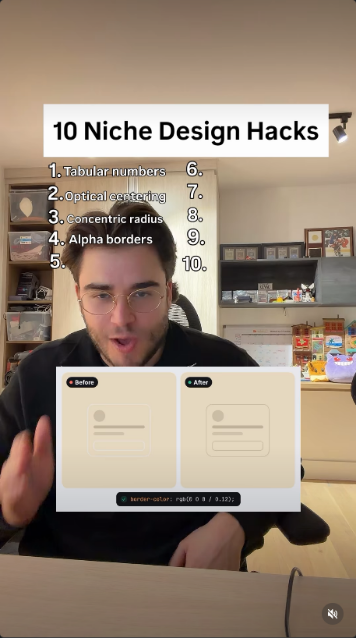 10 Niche Design Hacks
1. Tabular numbers
2. Optical centering
3. Concentric radius
4. Alpha borders
5.
6.
7.
8.
9.
10.
Before
After
border-color: rgb(0 0 0 / 0.12);